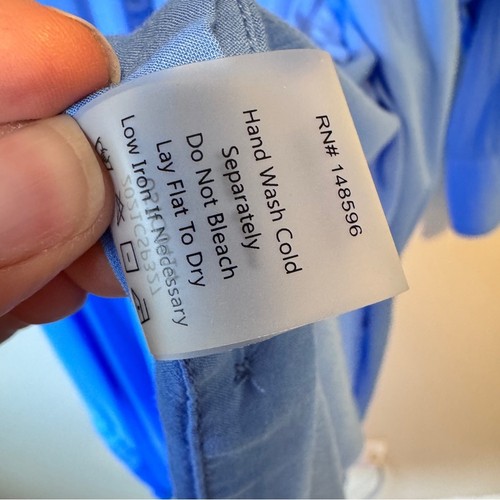 RN# 148596
Hand Wash Cold
Separately
Do Not Bleach
Lay Flat To Dry
Low Iron If Necessary